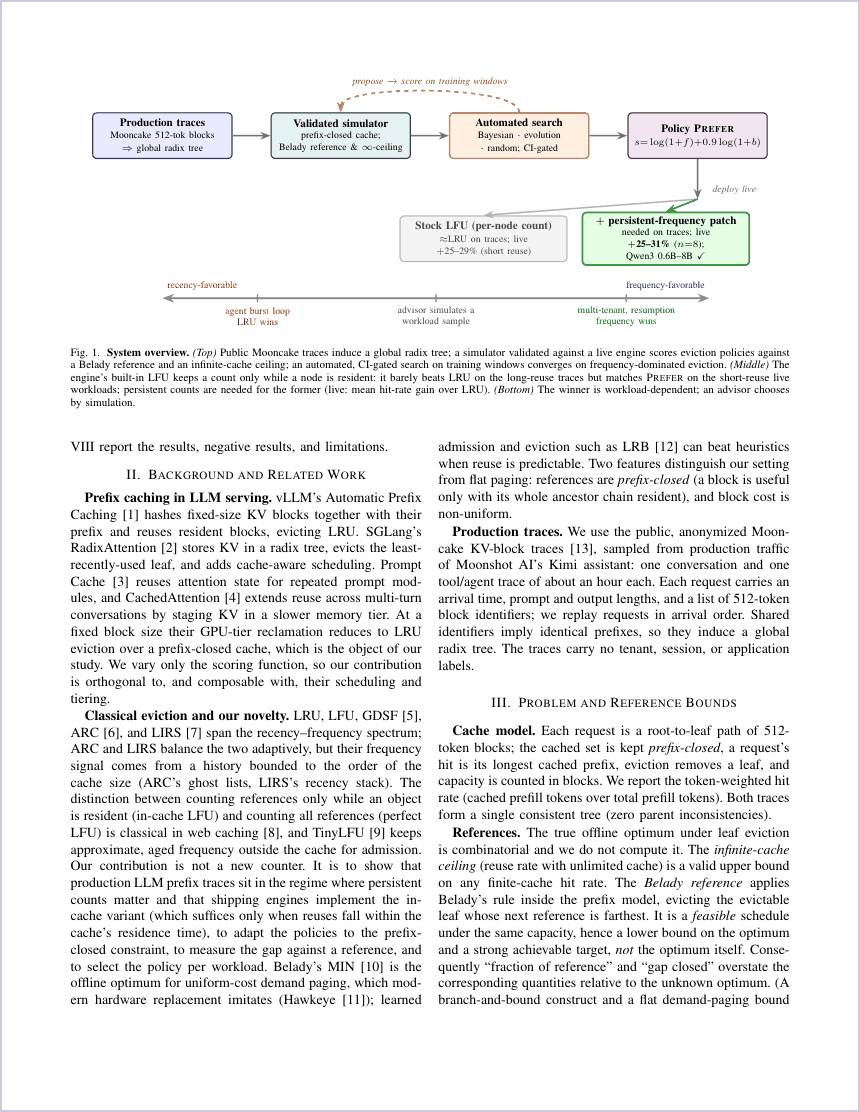 propose → score on training windows
Production traces
Mooncake 512-tok blocks
⇒ global radix tree
Validated simulator
prefix-closed cache;
Belady reference & ∞-ceiling
Automated search
Bayesian · evolution
· random; CI-gated
Policy PREFER
s=log(1+f)+0.9 log(1+b)
deploy live
Stock LFU (per-node count)
≈LRU on traces; live
+25–29% (short reuse)
+ persistent-frequency patch
needed on traces; live
+25–31% (n=8);
Qwen3 0.6B–8B ✓
recency-favorable
frequency-favorable
agent burst loop
LRU wins
advisor simulates a
workload sample
multi-tenant, resumption
frequency wins
Fig. 1. System overview. (Top) Public Mooncake traces induce a global radix tree; a simulator validated against a live engine scores eviction policies against
a Belady reference and an infinite-cache ceiling; an automated, CI-gated search on training windows converges on frequency-dominated eviction. (Middle) The
engine's built-in LFU keeps a count only while a node is resident: it barely beats LRU on the long-reuse traces but matches PREFER on the short-reuse live
workloads; persistent counts are needed for the former (live: mean hit-rate gain over LRU). (Bottom) The winner is workload-dependent; an advisor chooses
by simulation.
VIII report the results, negative results, and limitations.
II. BACKGROUND AND RELATED WORK
Prefix caching in LLM serving. vLLM's Automatic Prefix
Caching [1] hashes fixed-size KV blocks together with their
prefix and reuses resident blocks, evicting LRU. SGLang's
RadixAttention [2] stores KV in a radix tree, evicts the least-
recently-used leaf, and adds cache-aware scheduling. Prompt
Cache [3] reuses attention state for repeated prompt mod-
ules, and CachedAttention [4] extends reuse across multi-turn
conversations by staging KV in a slower memory tier. At a
fixed block size their GPU-tier reclamation reduces to LRU
eviction over a prefix-closed cache, which is the object of our
study. We vary only the scoring function, so our contribution
is orthogonal to, and composable with, their scheduling and
tiering.
Classical eviction and our novelty. LRU, LFU, GDSF [5],
ARC [6], and LIRS [7] span the recency–frequency spectrum;
ARC and LIRS balance the two adaptively, but their frequency
signal comes from a history bounded to the order of the
cache size (ARC's ghost lists, LIRS's recency stack). The
distinction between counting references only while an object
is resident (in-cache LFU) and counting all references (perfect
LFU) is classical in web caching [8], and TinyLFU [9] keeps
approximate, aged frequency outside the cache for admission.
Our contribution is not a new counter. It is to show that
production LLM prefix traces sit in the regime where persistent
counts matter and that shipping engines implement the in-
cache variant (which suffices only when reuses fall within the
cache's residence time), to adapt the policies to the prefix-
closed constraint, to measure the gap against a reference, and
to select the policy per workload. Belady's MIN [10] is the
offline optimum for uniform-cost demand paging, which mod-
ern hardware replacement imitates (Hawkeye [11]); learned
admission and eviction such as LRB [12] can beat heuristics
when reuse is predictable. Two features distinguish our setting
from flat paging: references are prefix-closed (a block is useful
only with its whole ancestor chain resident), and block cost is
non-uniform.
Production traces. We use the public, anonymized Moon-
cake KV-block traces [13], sampled from production traffic
of Moonshot AI's Kimi assistant: one conversation and one
tool/agent trace of about an hour each. Each request carries an
arrival time, prompt and output lengths, and a list of 512-token
block identifiers; we replay requests in arrival order. Shared
identifiers imply identical prefixes, so they induce a global
radix tree. The traces carry no tenant, session, or application
labels.
III. PROBLEM AND REFERENCE BOUNDS
Cache model. Each request is a root-to-leaf path of 512-
token blocks; the cached set is kept prefix-closed, a request's
hit is its longest cached prefix, eviction removes a leaf, and
capacity is counted in blocks. We report the token-weighted hit
rate (cached prefill tokens over total prefill tokens). Both traces
form a single consistent tree (zero parent inconsistencies).
References. The true offline optimum under leaf eviction
is combinatorial and we do not compute it. The infinite-cache
ceiling (reuse rate with unlimited cache) is a valid upper bound
on any finite-cache hit rate. The Belady reference applies
Belady's rule inside the prefix model, evicting the evictable
leaf whose next reference is farthest. It is a feasible schedule
under the same capacity, hence a lower bound on the optimum
and a strong achievable target, not the optimum itself. Conse-
quently “fraction of reference” and “gap closed” overstate the
corresponding quantities relative to the unknown optimum. (A
branch-and-bound construct and a flat demand-paging bound